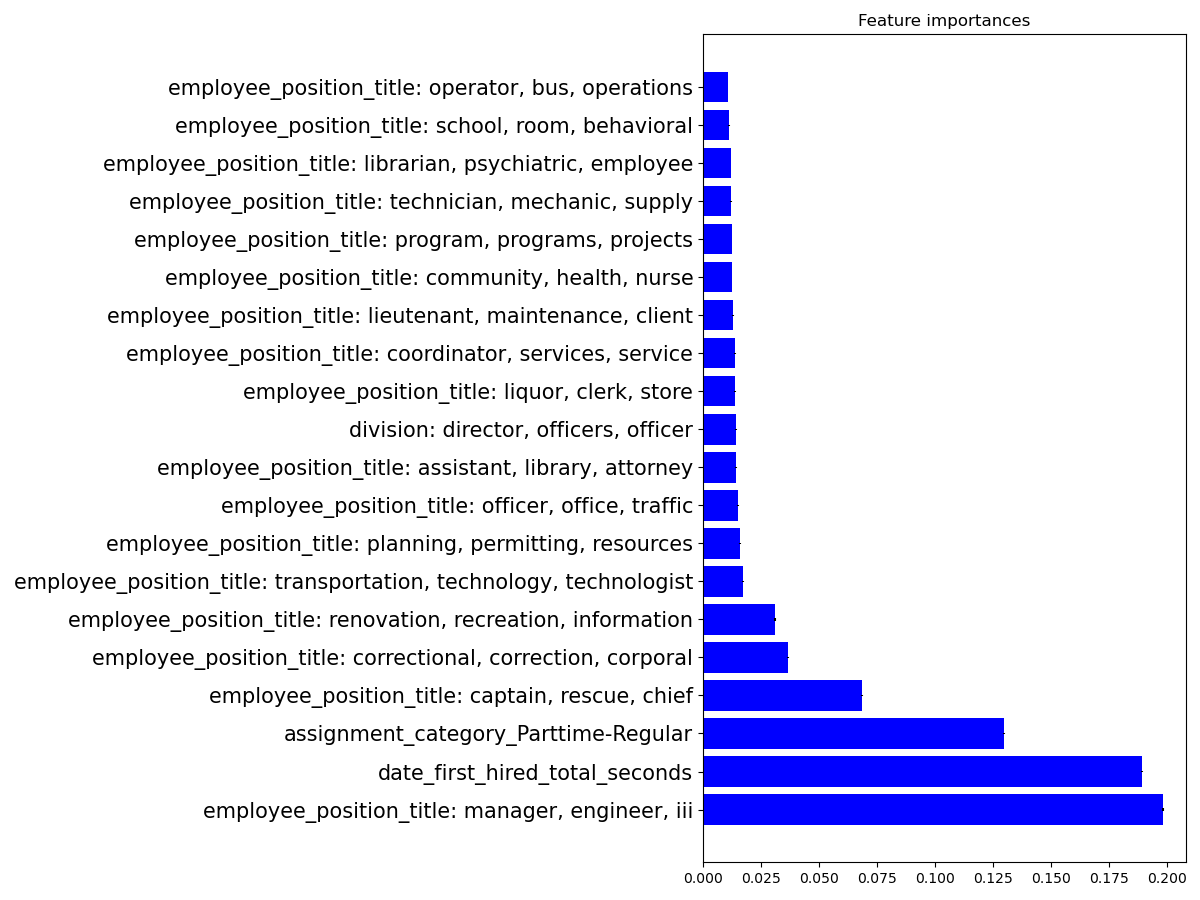 Feature importances
employee_position_title: operator, bus, operations
employee_position_title: school, room, behavioral
employee_position_title: librarian, psychiatric, employee
employee_position_title: technician, mechanic, supply
employee_position_title: program, programs, projects
employee_position_title: community, health, nurse
employee_position_title: lieutenant, maintenance, client
employee_position_title: coordinator, services, service
employee_position_title: liquor, clerk, store
division: director, officers, officer
employee_position_title: assistant, library, attorney
employee_position_title: officer, office, traffic
employee_position_title: planning, permitting, resources
employee_position_title: transportation, technology, technologist
employee_position_title: renovation, recreation, information
employee_position_title: correctional, correction, corporal
employee_position_title: captain, rescue, chief
assignment_category_Parttime-Regular
date_first_hired_total_seconds
employee_position_title: manager, engineer, iii
0.000 0.025 0.050 0.075 0.100 0.125 0.150 0.175 0.200